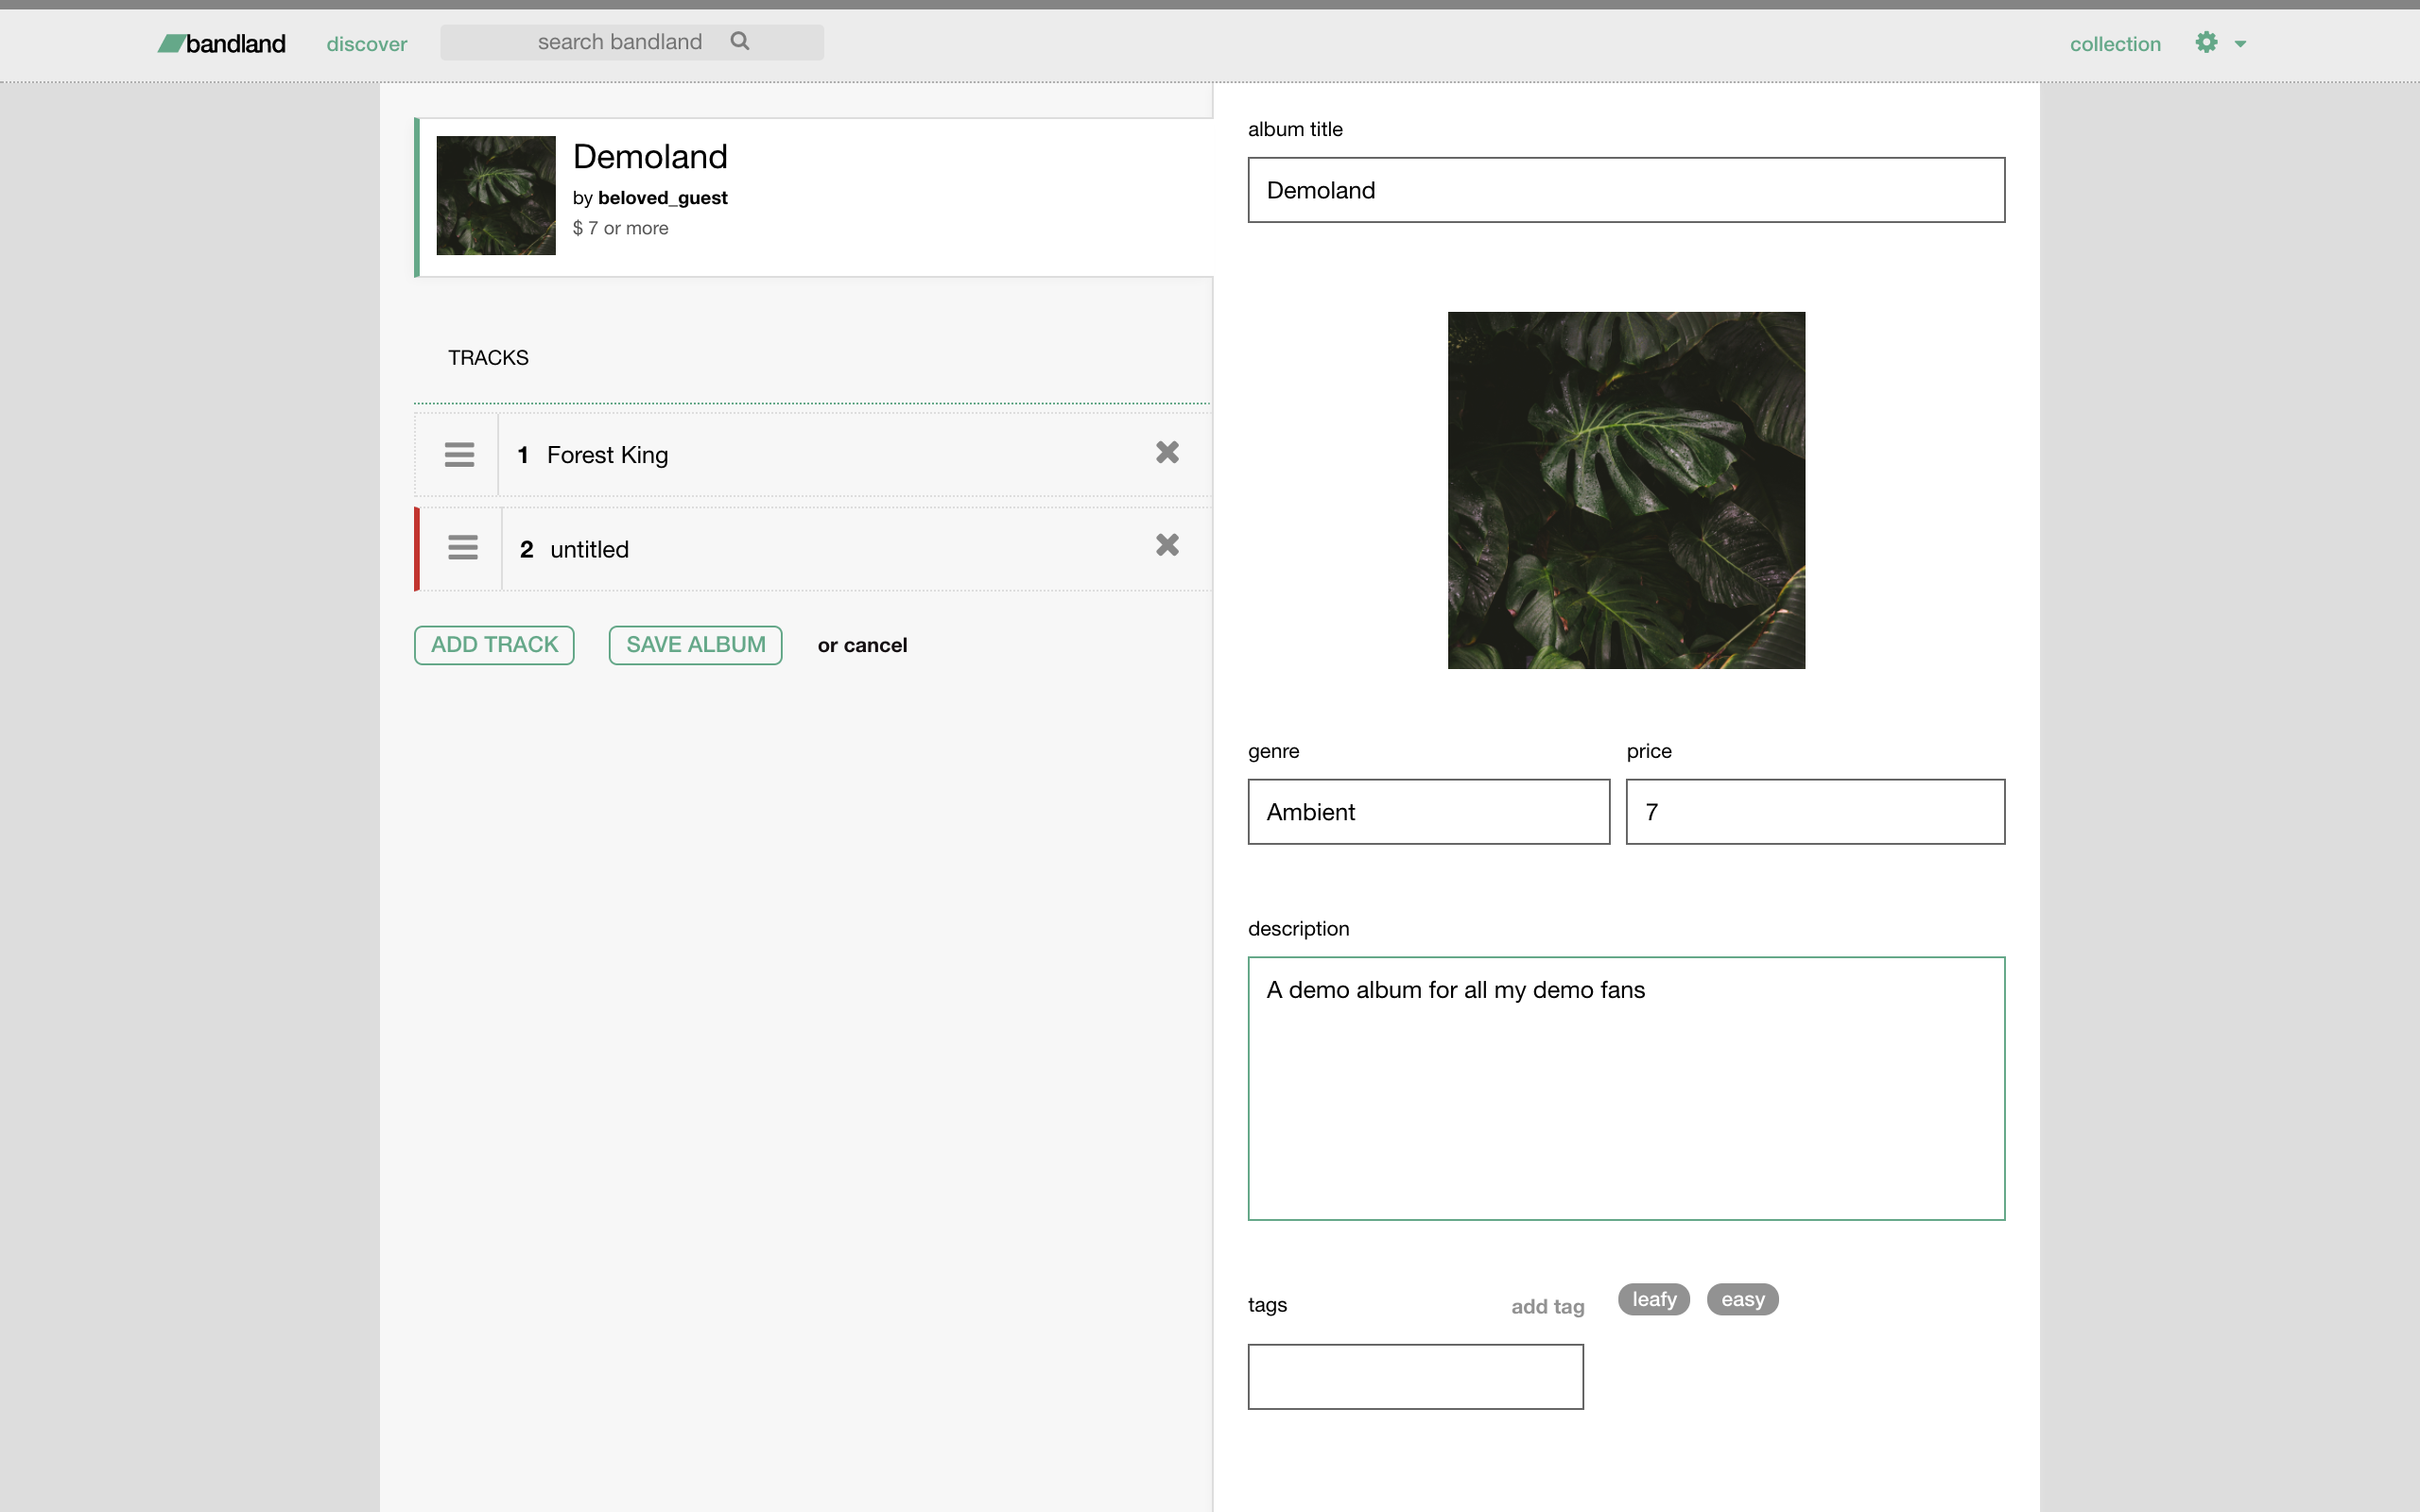 bandland discover search bandland collection
Demoland
by beloved_guest
$ 7 or more
TRACKS
1 Forest King
2 untitled
ADD TRACK SAVE ALBUM or cancel
album title
Demoland
genre price
Ambient 7
description
A demo album for all my demo fans
tags add tag leafy easy